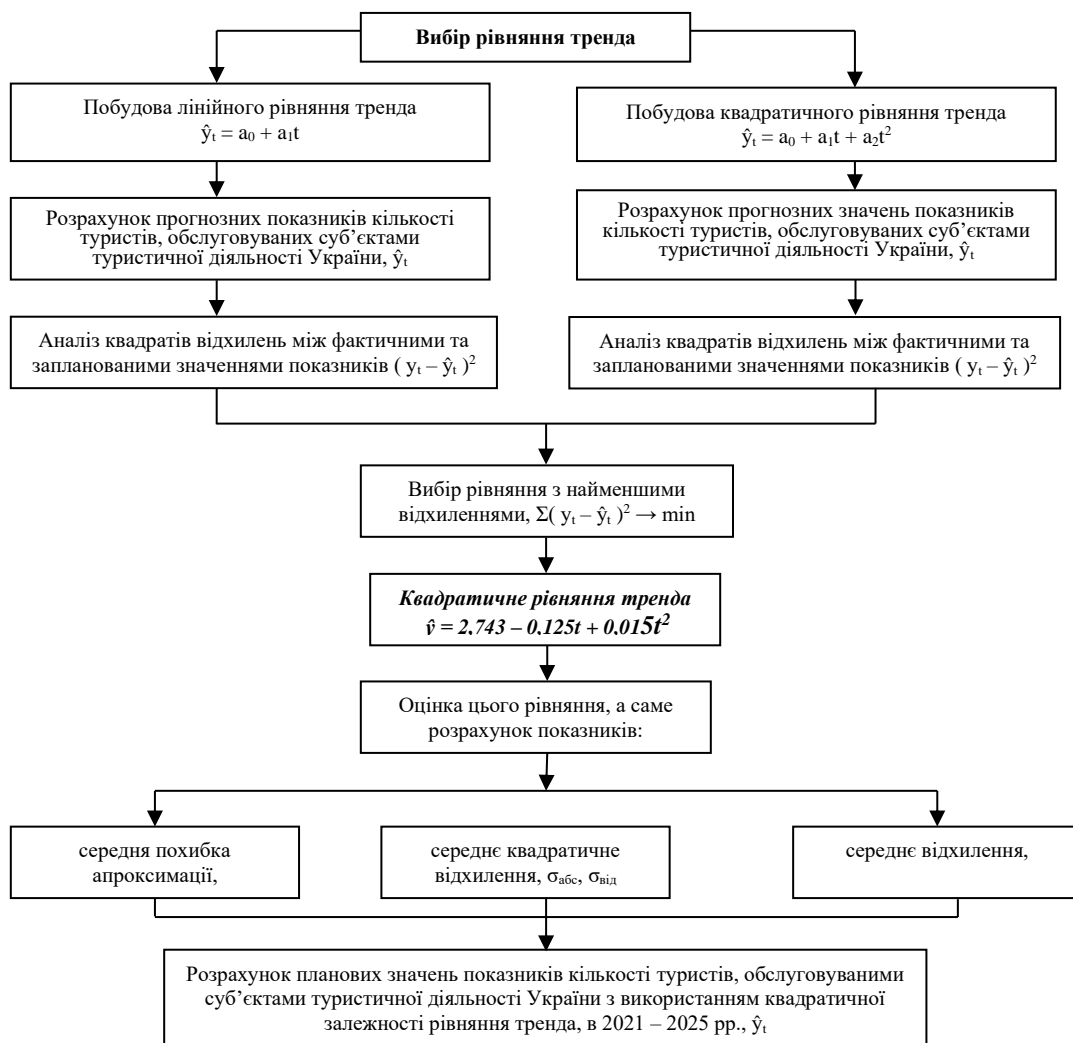 Вибір рівняння тренда
Побудова лінійного рівняння тренда
ŷₜ = a₀ + a₁t
Побудова квадратичного рівняння тренда
ŷₜ = a₀ + a₁t + a₂t²
Розрахунок прогнозних показників кількості
туристів, обслуговуваних суб’єктами
туристичної діяльності України, ŷₜ
Розрахунок прогнозних значень показників
кількості туристів, обслуговуваних суб’єктами
туристичної діяльності України, ŷₜ
Аналіз квадратів відхилень між фактичними та
запланованими значеннями показників ( yₜ – ŷₜ )²
Аналіз квадратів відхилень між фактичними та
запланованими значеннями показників ( yₜ – ŷₜ )²
Вибір рівняння з найменшими
відхиленнями, Σ( yₜ – ŷₜ )² → min
Квадратичне рівняння тренда
ŷ = 2,743 – 0,125t + 0,015t²
Оцінка цього рівняння, а саме
розрахунок показників:
середня похибка
апроксимації,
середнє квадратичне
відхилення, σабс, σвід
середнє відхилення,
Розрахунок планових значень показників кількості туристів, обслуговуваними
суб’єктами туристичної діяльності України з використанням квадратичної
залежності рівняння тренда, в 2021 – 2025 рр., ŷₜ